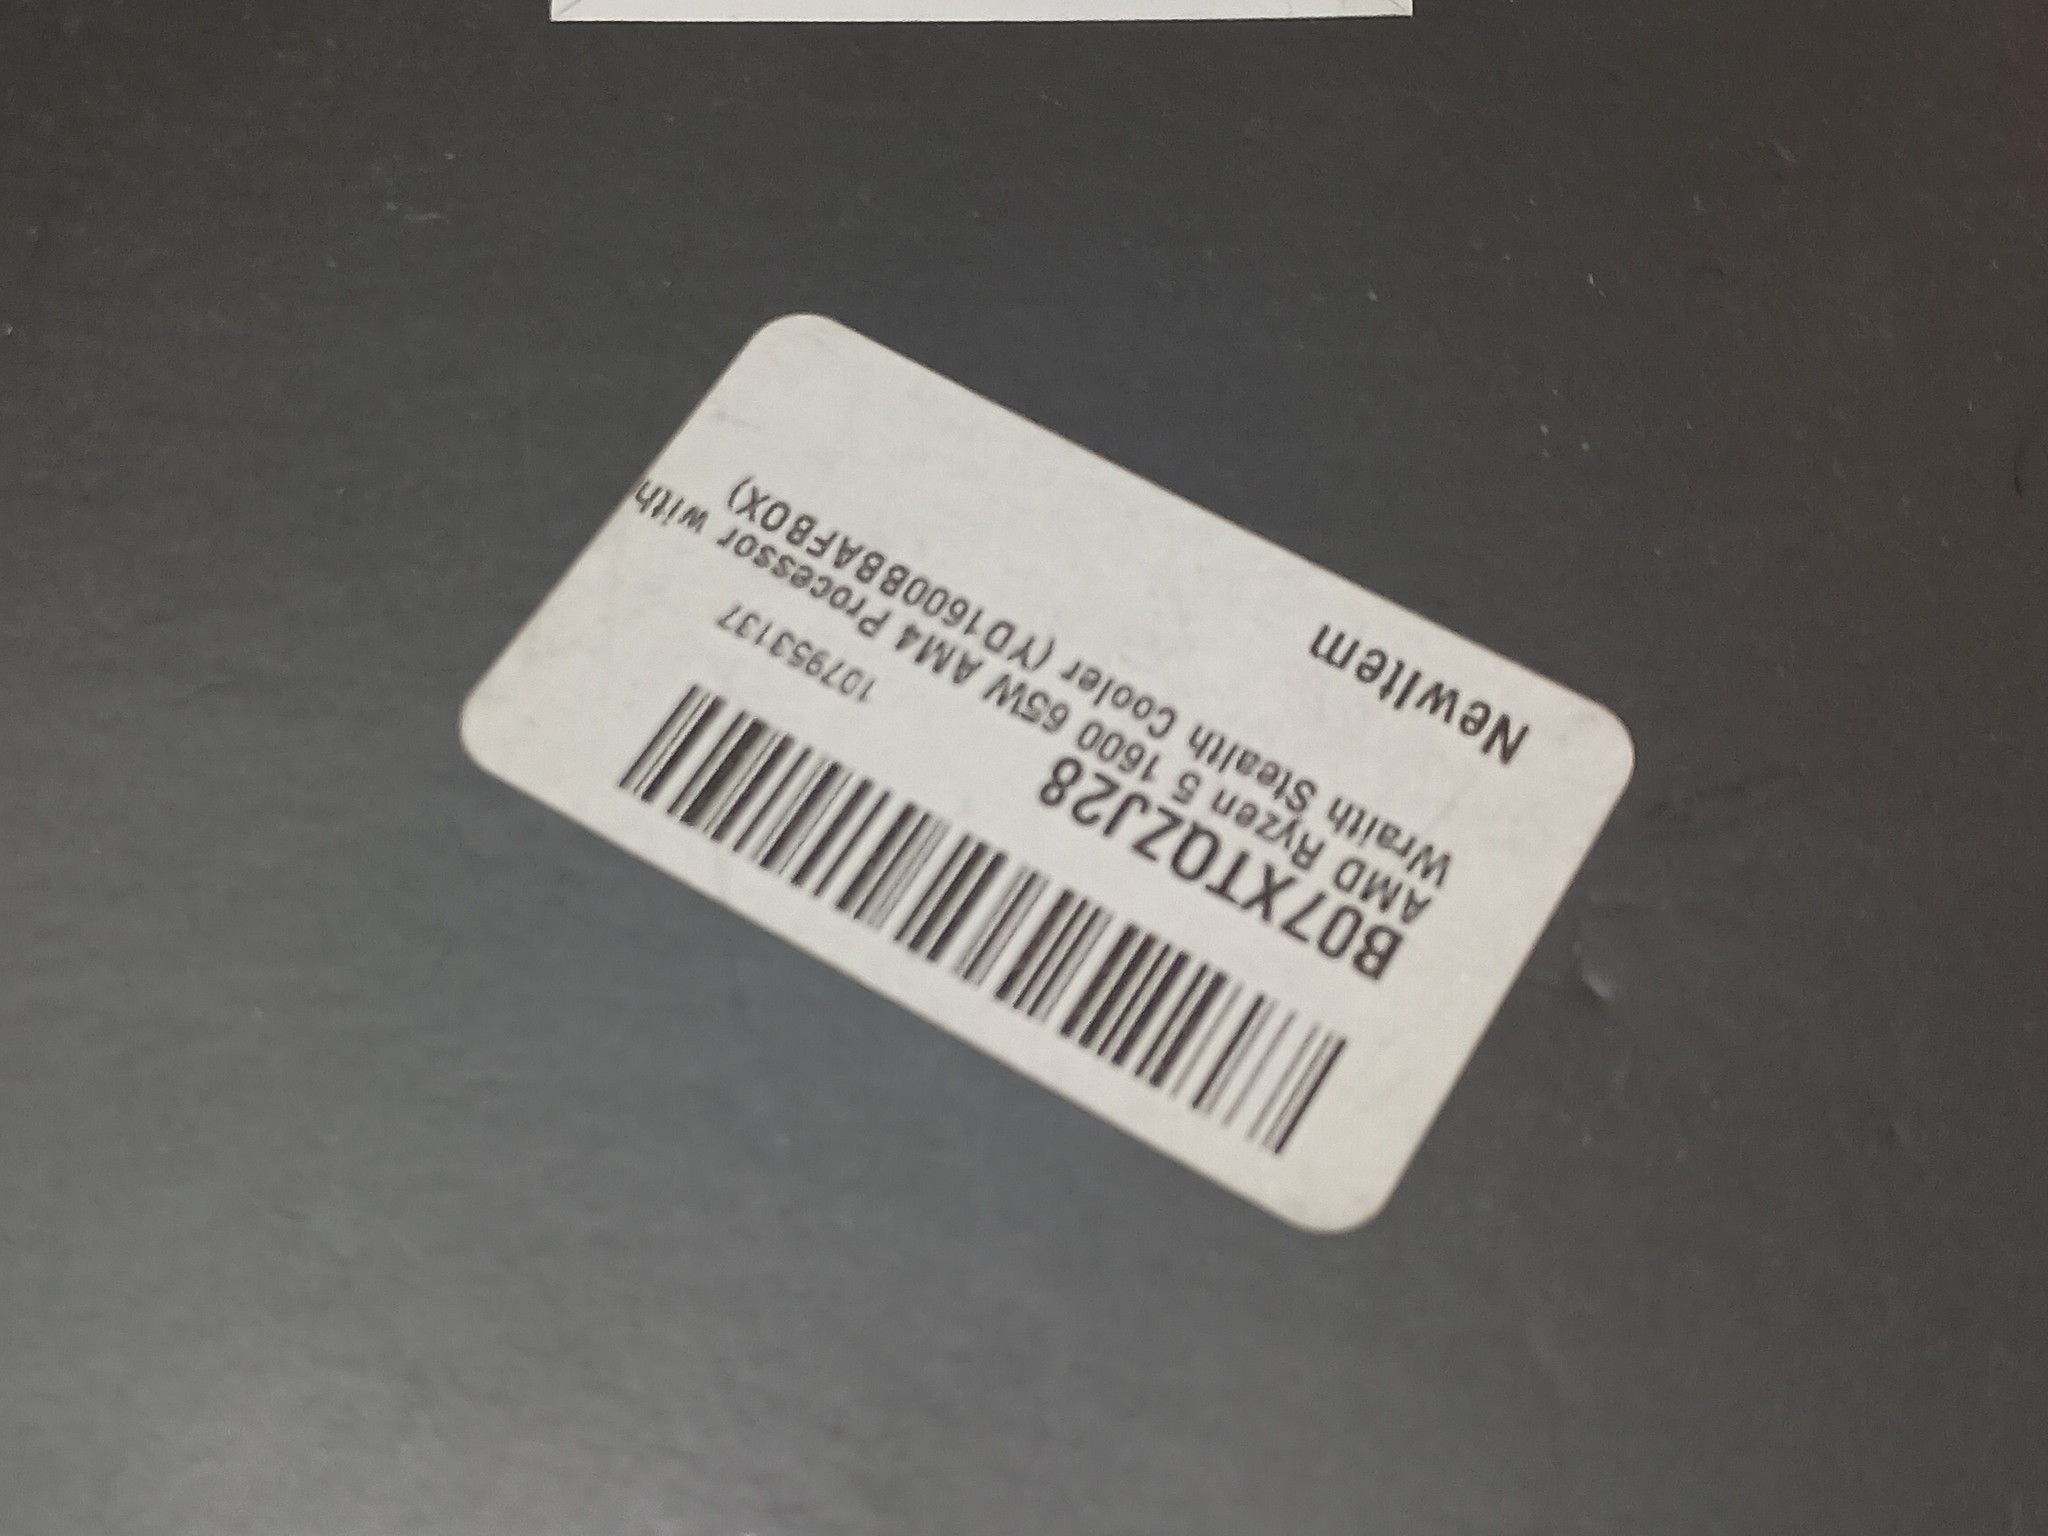 B07XTQZJ28
107953137
AMD Ryzen 5 1600 65W AM4 Processor with
Wraith Stealth Cooler (YD1600BBAFBOX)
NewItem